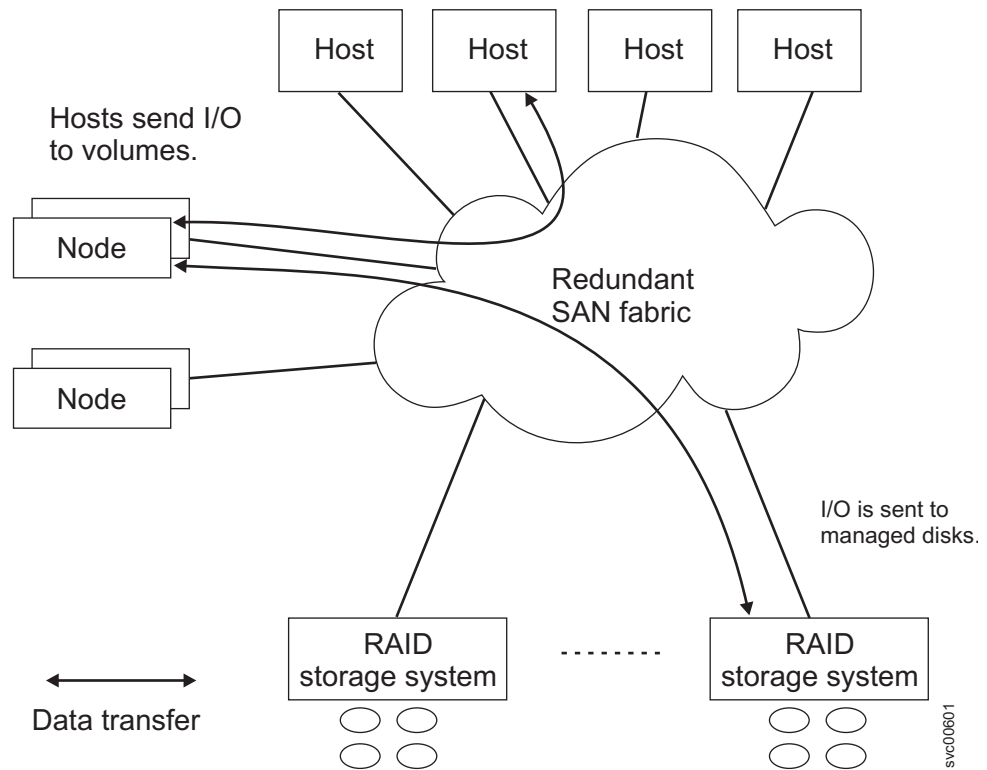 Host
Host
Host
Host
Hosts send I/O
to volumes.
Node
Redundant
SAN fabric
Node
I/O is sent to
managed disks.
RAID
storage system
RAID
storage system
Data transfer
svc00601